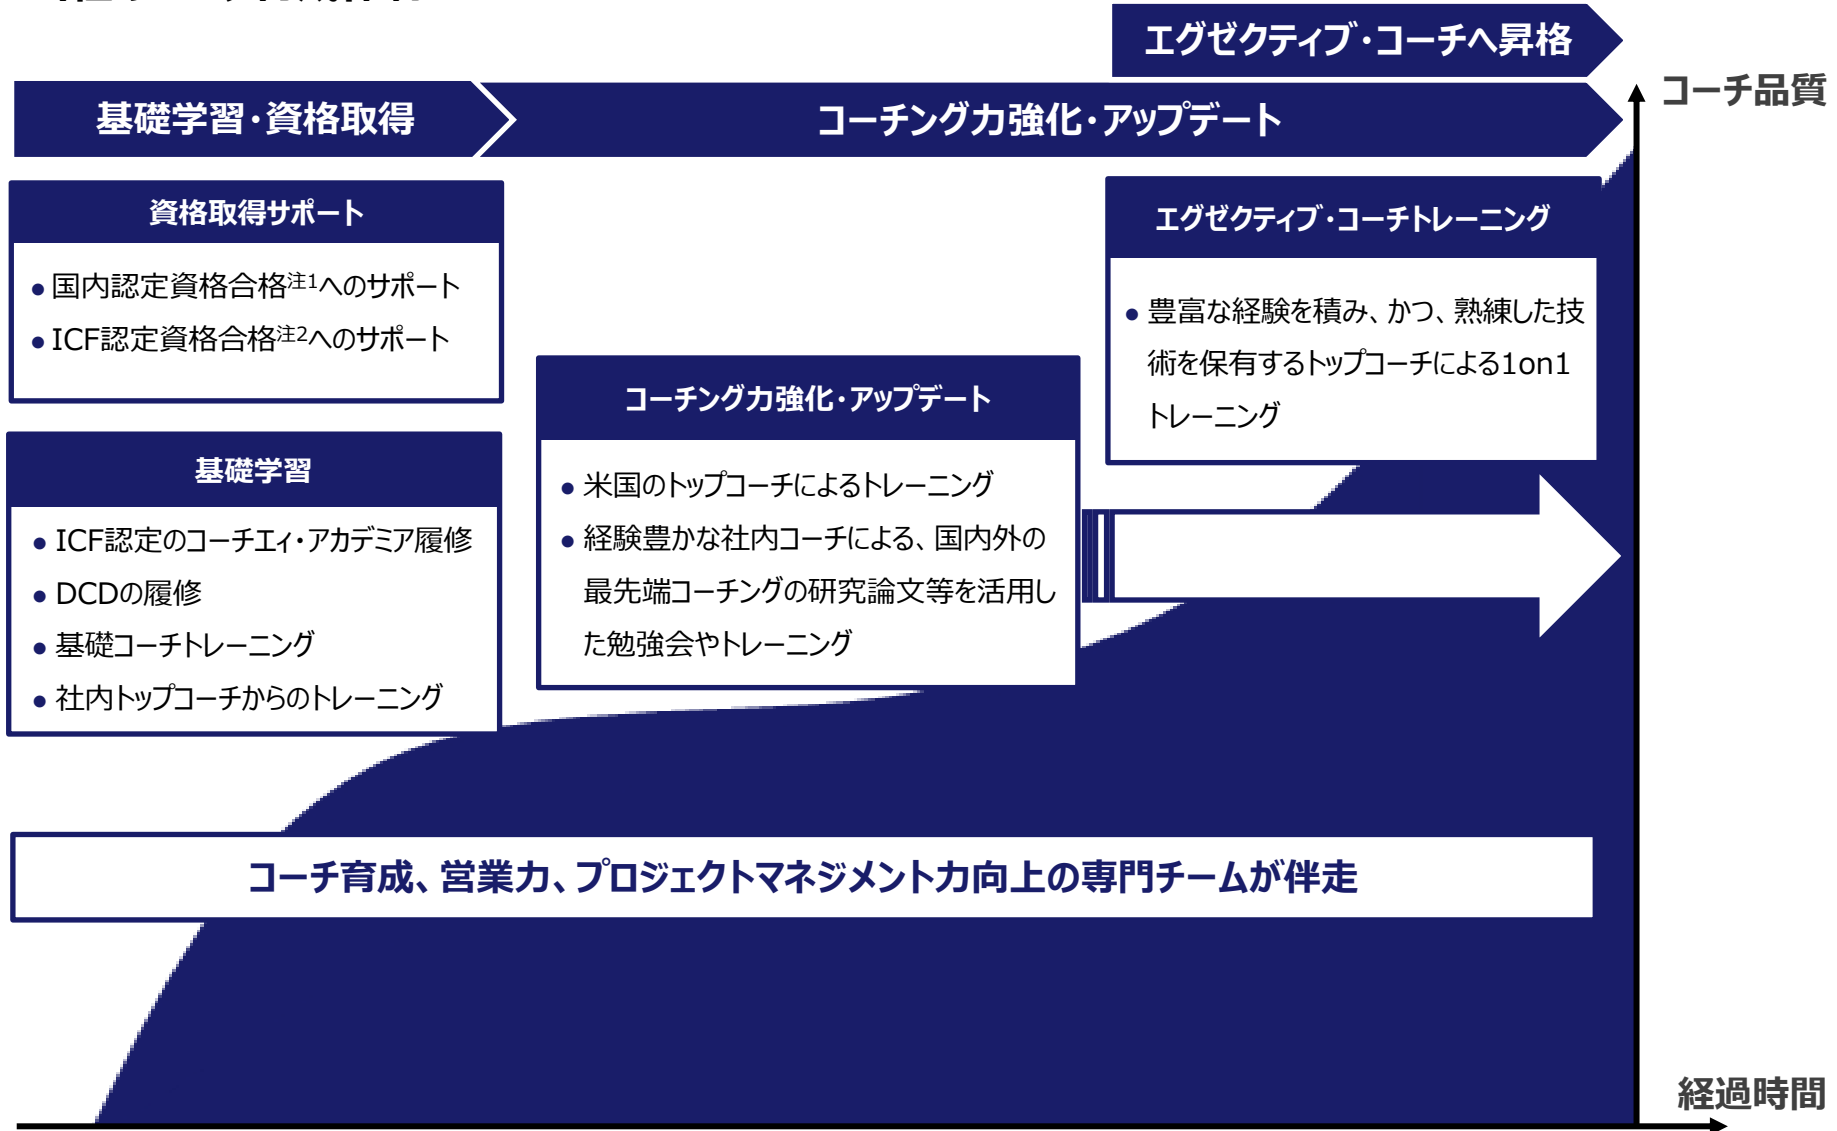 エグゼクティブ・コーチへ昇格
コーチ品質
基礎学習・資格取得
コーチング力強化・アップデート
資格取得サポート
●国内認定資格合格注1へのサポート
●ICF認定資格合格注2へのサポート
基礎学習
●ICF認定のコーチエィ・アカデミア履修
●DCDの履修
●基礎コーチトレーニング
●社内トップコーチからのトレーニング
コーチング力強化・アップデート
●米国のトップコーチによるトレーニング
●経験豊かな社内コーチによる、国内外の
最先端コーチングの研究論文等を活用し
た勉強会やトレーニング
エグゼクティブ・コーチトレーニング
●豊富な経験を積み、かつ、熟練した技
術を保有するトップコーチによる1on1
トレーニング
コーチ育成、営業力、プロジェクトマネジメント力向上の専門チームが伴走
経過時間